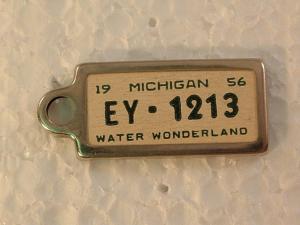 19 MICHIGAN 56
EY·1213
WATER WONDERLAND